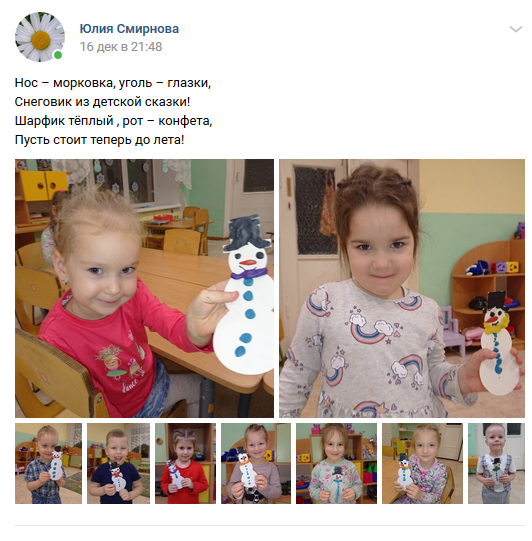 Юлия Смирнова
16 дек в 21:48
Нос – морковка, уголь – глазки,
Снеговик из детской сказки!
Шарфик тёплый , рот – конфета,
Пусть стоит теперь до лета!